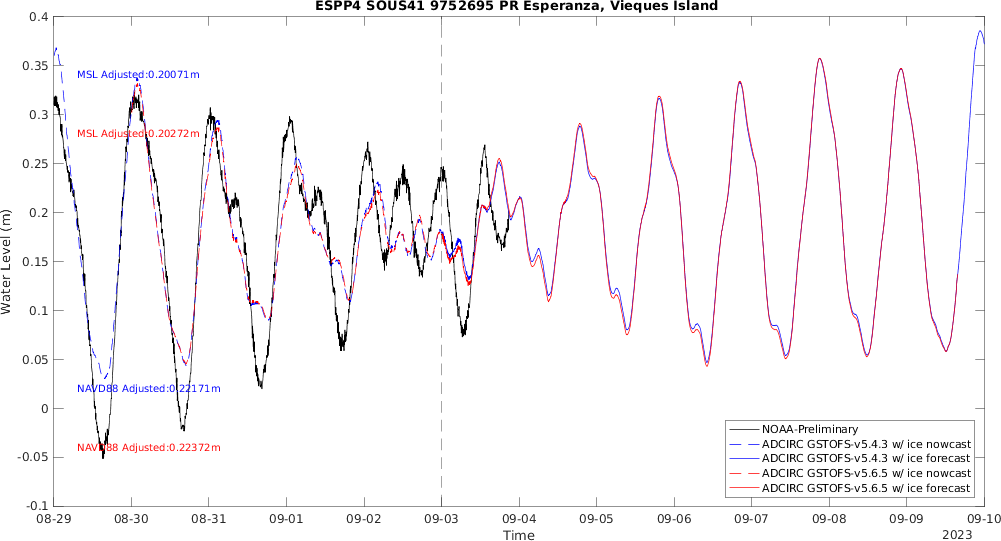 ESPP4 SOUS41 9752695 PR Esperanza, Vieques Island
0.4
0.35
0.3
0.25
0.2
0.15
0.1
0.05
0
-0.05
-0.1
Water Level (m)
MSL Adjusted:0.20071m
MSL Adjusted:0.20272m
NAVD88 Adjusted:0.22171m
NAVD88 Adjusted:0.22372m
NOAA-Preliminary
ADCIRC GSTOFS-v5.4.3 w/ ice nowcast
ADCIRC GSTOFS-v5.4.3 w/ ice forecast
ADCIRC GSTOFS-v5.6.5 w/ ice nowcast
ADCIRC GSTOFS-v5.6.5 w/ ice forecast
08-29 08-30 08-31 09-01 09-02 09-03 09-04 09-05 09-06 09-07 09-08 09-09 09-10
Time
2023